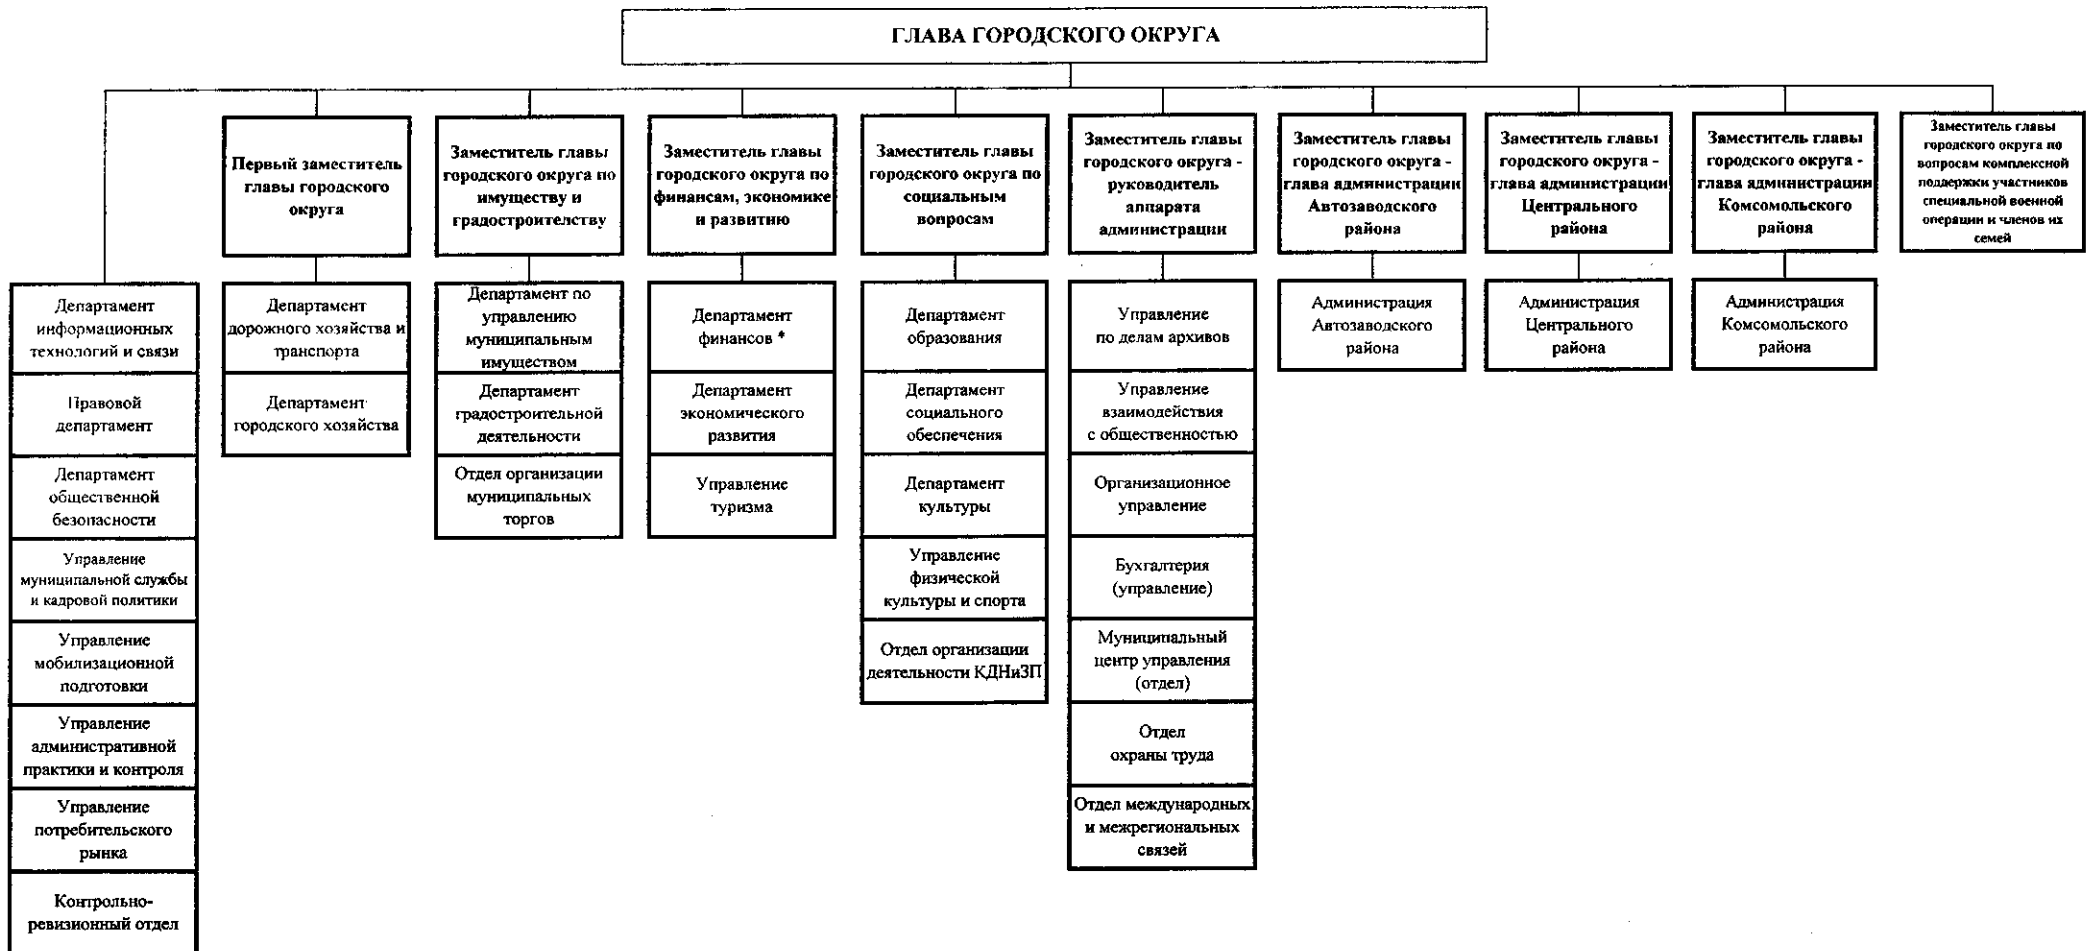 ГЛАВА ГОРОДСКОГО ОКРУГА
Первый заместитель
главы городского
округа
Заместитель главы
городского округа по
имуществу и
градостроителству
Заместитель главы
городского округа по
финансам, экономике
и развитию
Заместитель главы
городского округа по
социальным
вопросам
Заместитель главы
городского округа -
руководитель
аппарата
администрации
Заместитель главы
городского округа -
глава администрации
Автозаводского
района
Заместитель главы
городского округа -
глава администрации
Центрального
района
Заместитель главы
городского округа -
глава администрации
Комсомольского
района
Заместитель главы
городского округа по
вопросам комплексной
поддержки участников
специальной военной
операции и членов их
семей
Департамент
информационных
технологий и связи
Правовой
департамент
Департамент
общественной
безопасности
Управление
муниципальной службы
и кадровой политики
Управление
мобилизационной
подготовки
Управление
административной
практики и контроля
Управление
потребительского
рынка
Контрольно-
ревизионный отдел
Департамент
дорожного хозяйства и
транспорта
Департамент
городского хозяйства
Департамент по
управлению
муниципальным
имуществом
Департамент
градостроительной
деятельности
Отдел организации
муниципальных
торгов
Департамент
финансов *
Департамент
экономического
развития
Управление
туризма
Департамент
образования
Департамент
социального
обеспечения
Департамент
культуры
Управление
физической
культуры и спорта
Отдел организации
деятельности КДНиЗП
Управление
по делам архивов
Управление
взаимодействия
с общественностью
Организационное
управление
Бухгалтерия
(управление)
Муниципальный
центр управления
(отдел)
Отдел
охраны труда
Отдел международных
и межрегиональных
связей
Администрация
Автозаводского
района
Администрация
Центрального
района
Администрация
Комсомольского
района